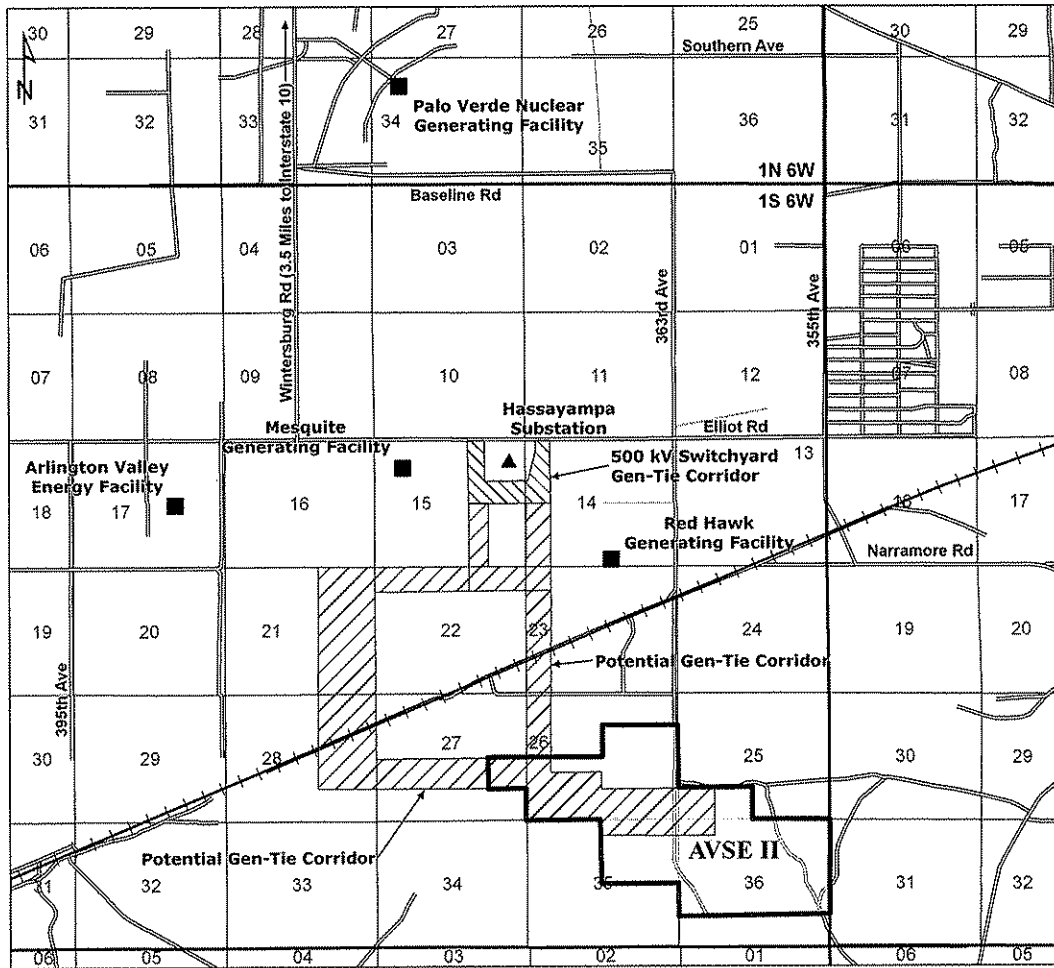 30 29 28 27 26 25 30 29
Southern Ave
N
Wintersburg Rd (3.5 Miles to Interstate 10)
Palo Verde Nuclear
Generating Facility
31 32 33 34 35 36 31 32
1N 6W
1S 6W
Baseline Rd
06 05 04 03 02 01 06 05
363rd Ave
355th Ave
07 08 09 10 11 12 07 08
Mesquite
Generating Facility
Hassayampa
Substation
Elliot Rd
500 kV Switchyard
Gen-Tie Corridor
Arlington Valley
Energy Facility
18 17 16 15 14 13 18 17
Red Hawk
Generating Facility
Narramore Rd
19 20 21 22 23 24 19 20
Potential Gen-Tie Corridor
395th Ave
30 29 28 27 26 25 30 29
Potential Gen-Tie Corridor
AVSE II
32 33 34 35 36 31 32
06 05 04 03 02 01 06 05